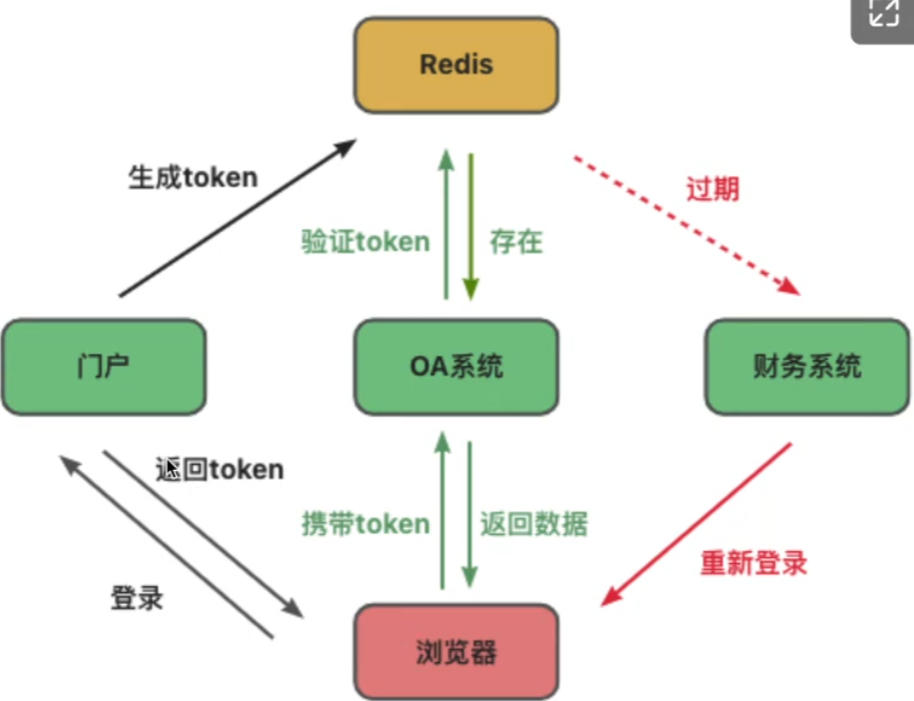 Redis
生成token
过期
验证token
存在
门户
OA系统
财务系统
返回token
携带token
返回数据
重新登录
登录
浏览器